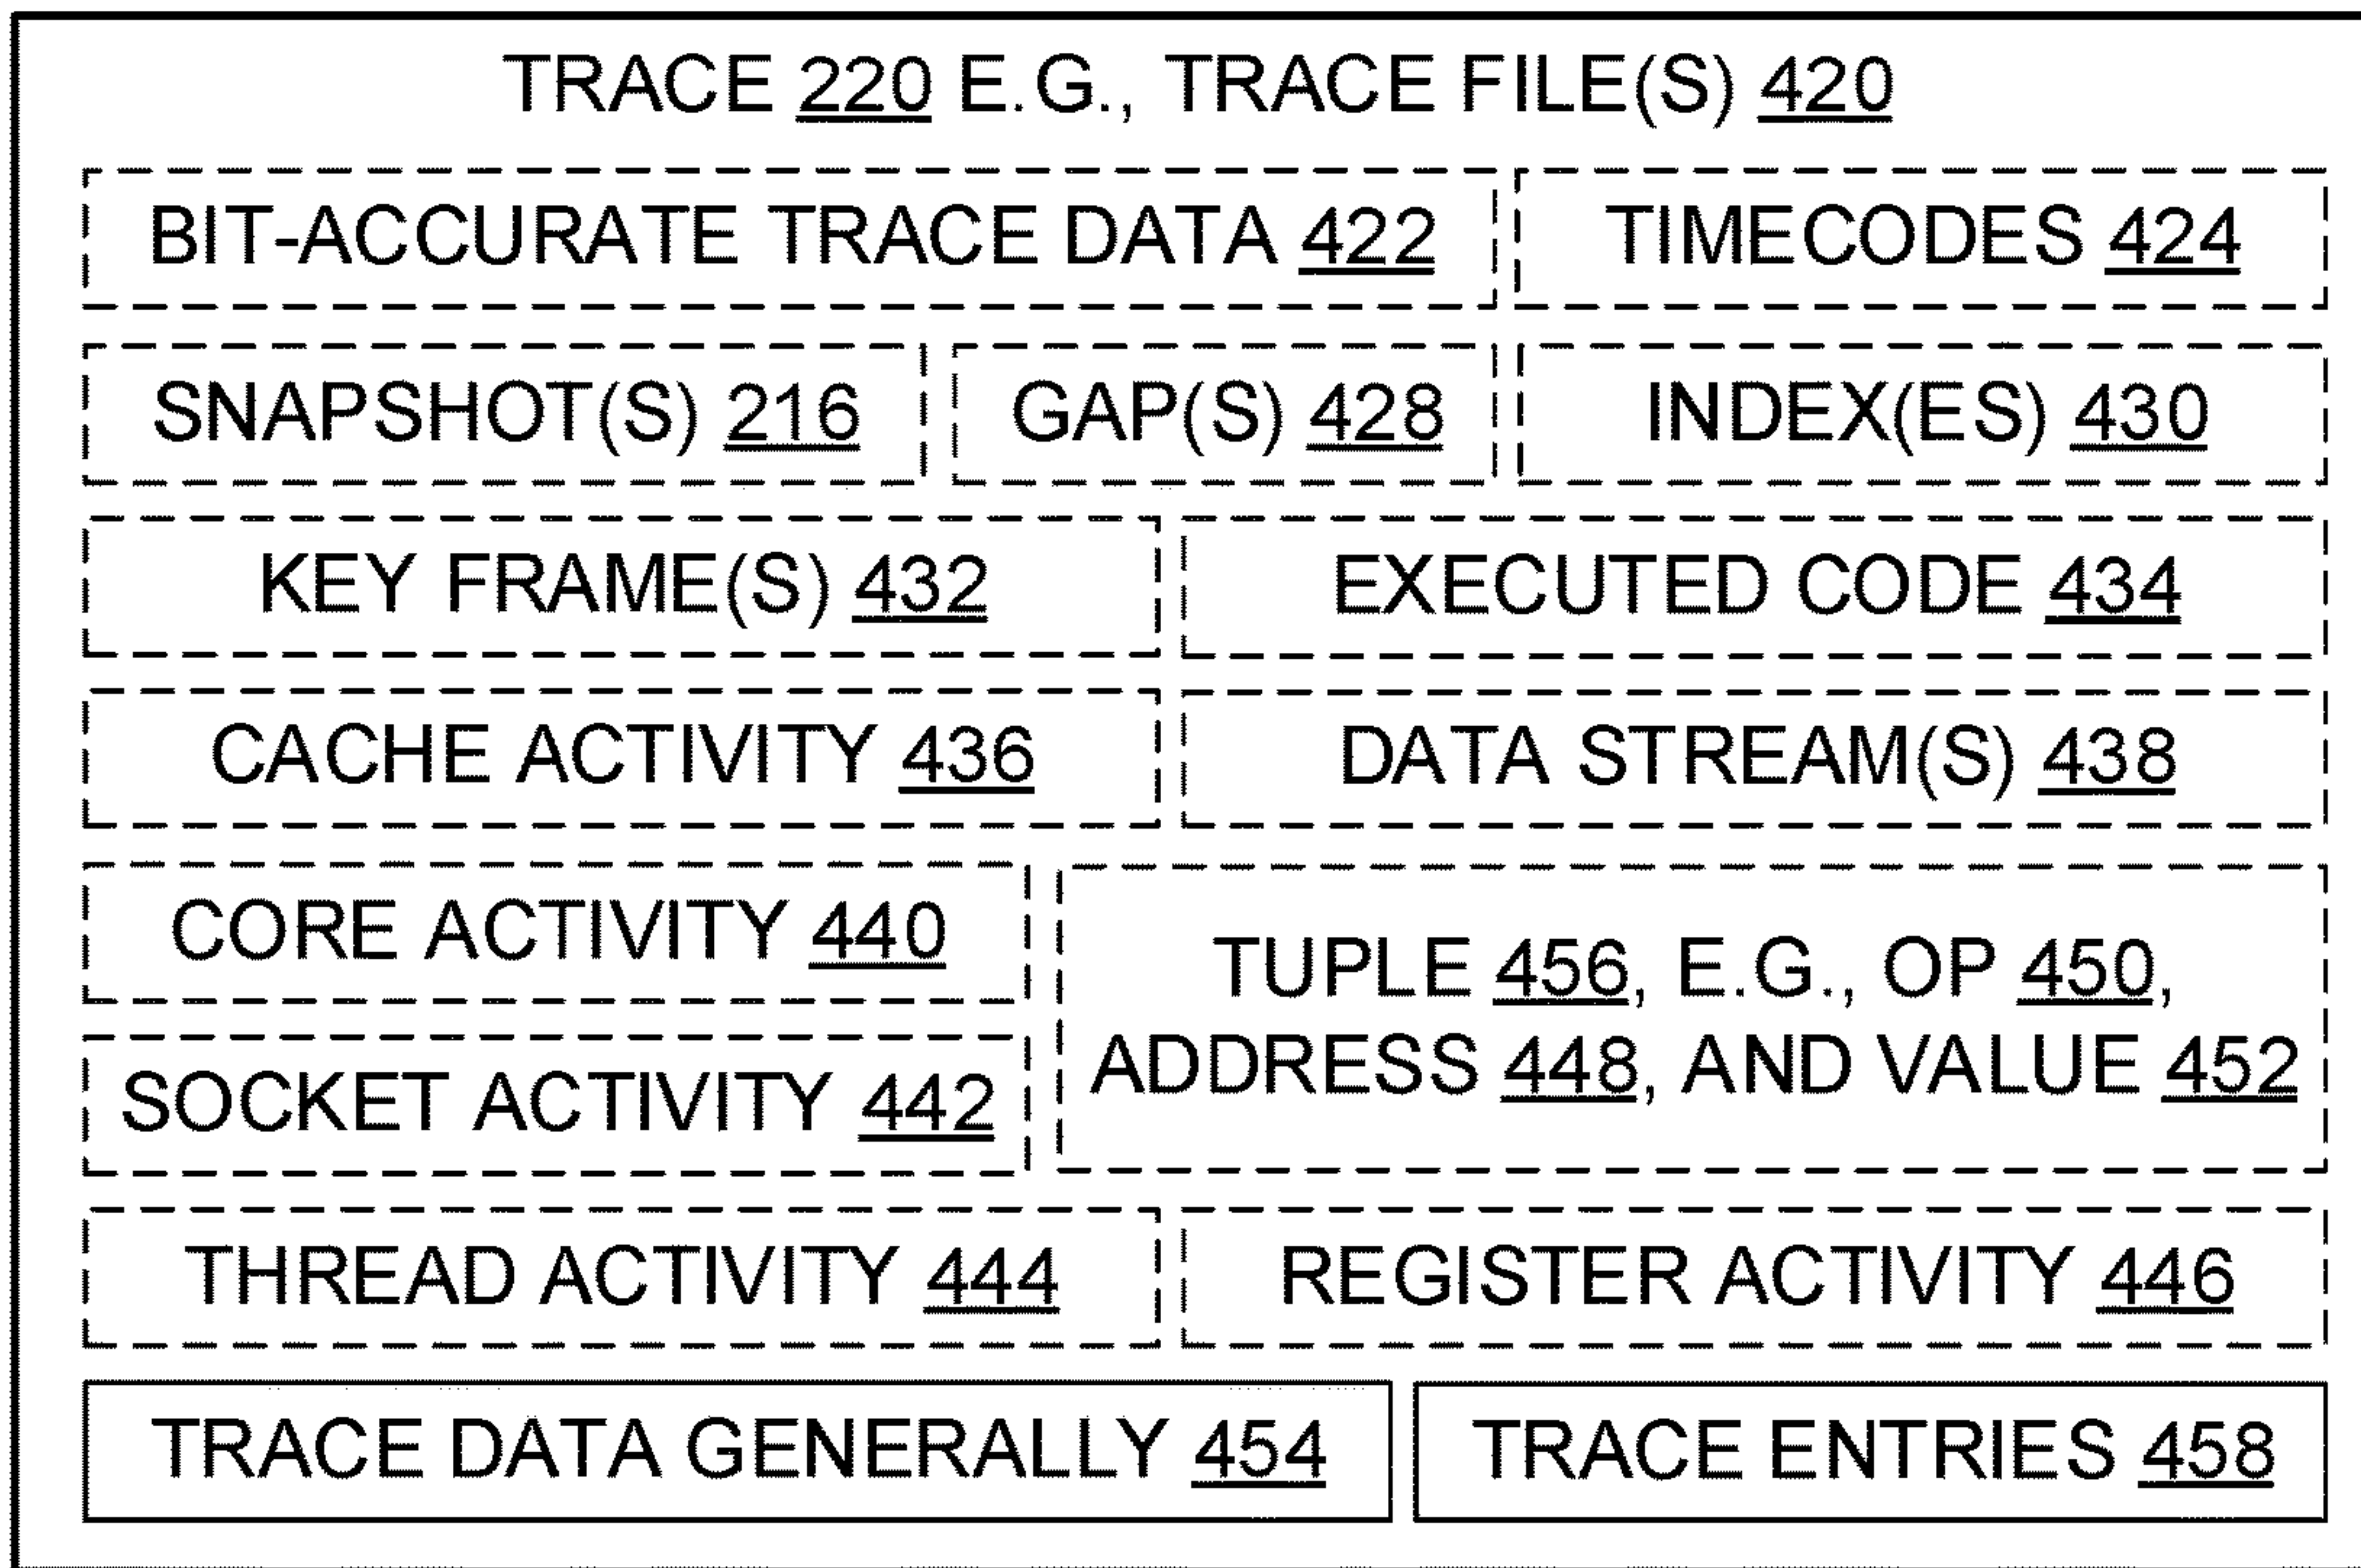 TRACE 220 E.G., TRACE FILE(S) 420
BIT-ACCURATE TRACE DATA 422
TIMECODES 424
SNAPSHOT(S) 216
GAP(S) 428
INDEX(ES) 430
KEY FRAME(S) 432
EXECUTED CODE 434
CACHE ACTIVITY 436
DATA STREAM(S) 438
CORE ACTIVITY 440
SOCKET ACTIVITY 442
TUPLE 456, E.G., OP 450,
ADDRESS 448, AND VALUE 452
THREAD ACTIVITY 444
REGISTER ACTIVITY 446
TRACE DATA GENERALLY 454
TRACE ENTRIES 458